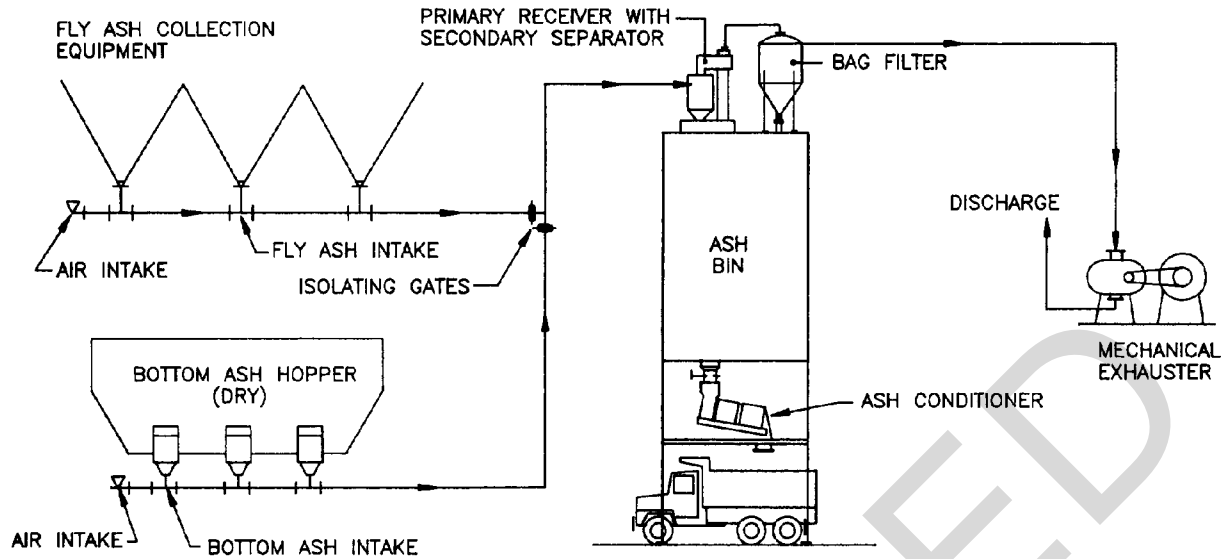 PRIMARY RECEIVER WITH
SECONDARY SEPARATOR
FLY ASH COLLECTION
EQUIPMENT
BAG FILTER
DISCHARGE
FLY ASH INTAKE
AIR INTAKE
ISOLATING GATES
ASH
BIN
MECHANICAL
EXHAUSTER
BOTTOM ASH HOPPER
(DRY)
ASH CONDITIONER
AIR INTAKE
BOTTOM ASH INTAKE
ED